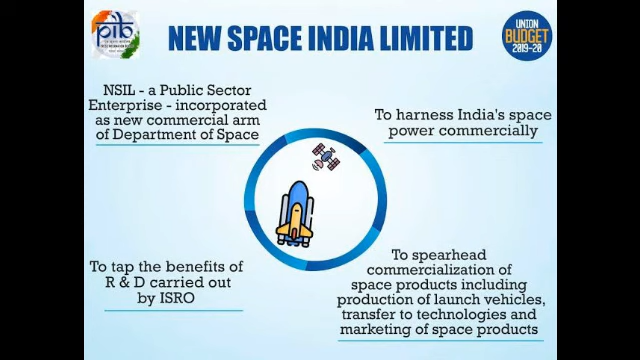 pib
UNION
BUDGET
2019-20
NEW SPACE INDIA LIMITED
NSIL - a Public Sector
Enterprise - incorporated
as new commercial arm
of Department of Space
To harness India's space
power commercially
To tap the benefits of
R & D carried out
by ISRO
To spearhead
commercialization of
space products including
production of launch vehicles,
transfer to technologies and
marketing of space products